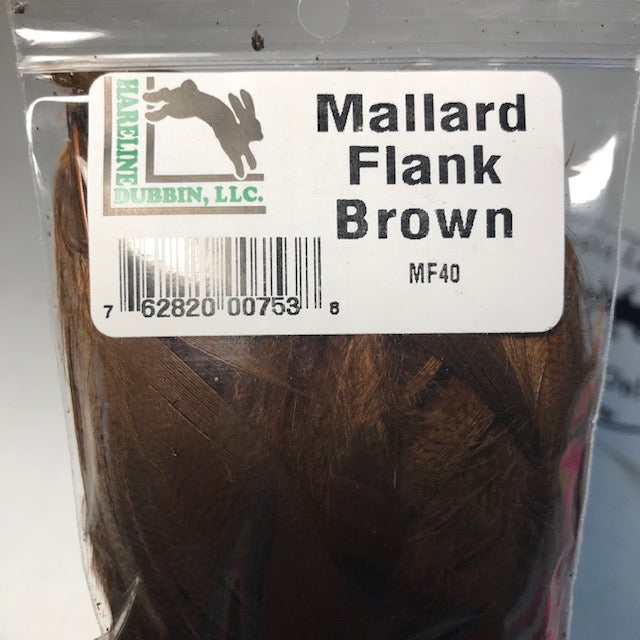 HARELINE
DUBBIN, LLC.
Mallard
Flank
Brown
MF40
7 62820 00753 8